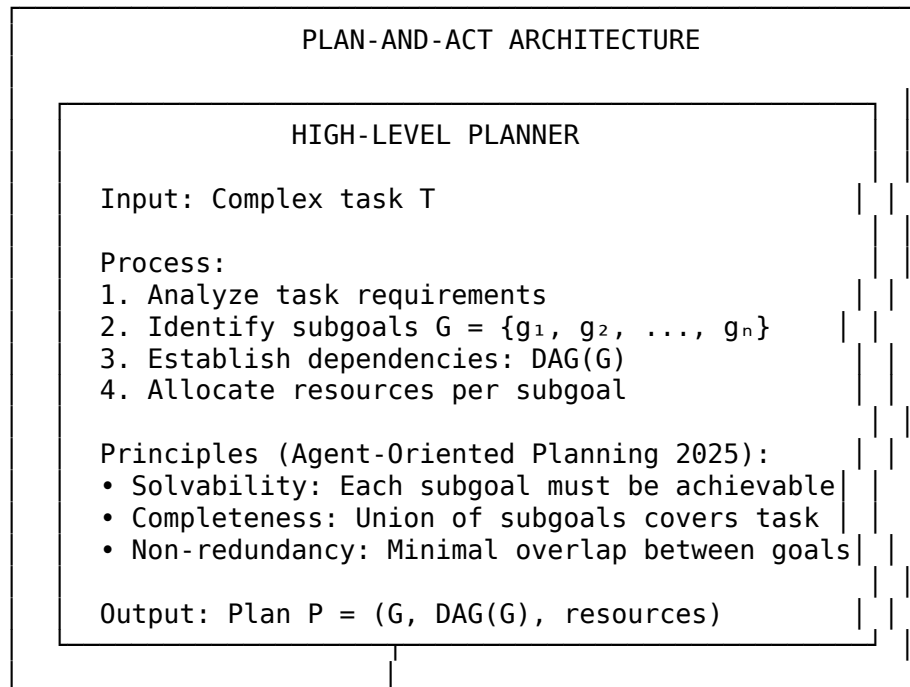 PLAN-AND-ACT ARCHITECTURE
HIGH-LEVEL PLANNER
Input: Complex task T
Process:
1. Analyze task requirements
2. Identify subgoals G = {g₁, g₂, ..., gₙ}
3. Establish dependencies: DAG(G)
4. Allocate resources per subgoal
Principles (Agent-Oriented Planning 2025):
• Solvability: Each subgoal must be achievable
• Completeness: Union of subgoals covers task
• Non-redundancy: Minimal overlap between goals
Output: Plan P = (G, DAG(G), resources)